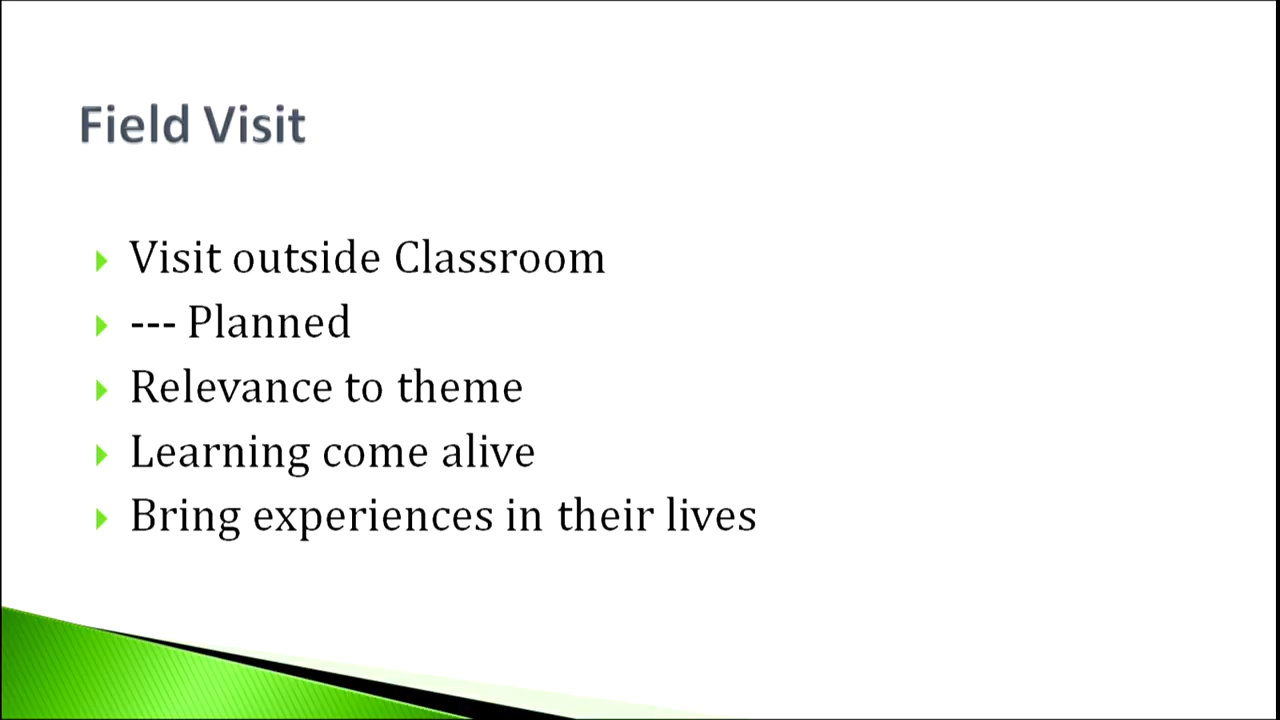 Field Visit
Visit outside Classroom
--- Planned
Relevance to theme
Learning come alive
Bring experiences in their lives